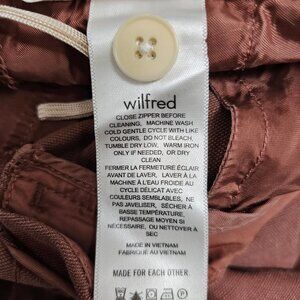 wilfred
CLOSE ZIPPER BEFORE
CLEANING, MACHINE WASH
COLD GENTLE CYCLE WITH LIKE
COLOURS, DO NOT BLEACH,
TUMBLE DRY LOW, WARM IRON
ONLY IF NEEDED, OR DRY
CLEAN
FERMER LA FERMETURE ÉCLAIR
AVANT DE LAVER, LAVER À LA
MACHINE À L'EAU FROIDE AU
CYCLE DÉLICAT AVEC
COULEURS SEMBLABLES, NE
PAS JAVELISER, SÉCHER À
BASSE TEMPÉRATURE,
REPASSAGE MOYEN SI
NÉCESSAIRE, OU NETTOYER À
SEC
MADE IN VIETNAM
FABRIQUÉ AU VIETNAM
MADE FOR EACH OTHER